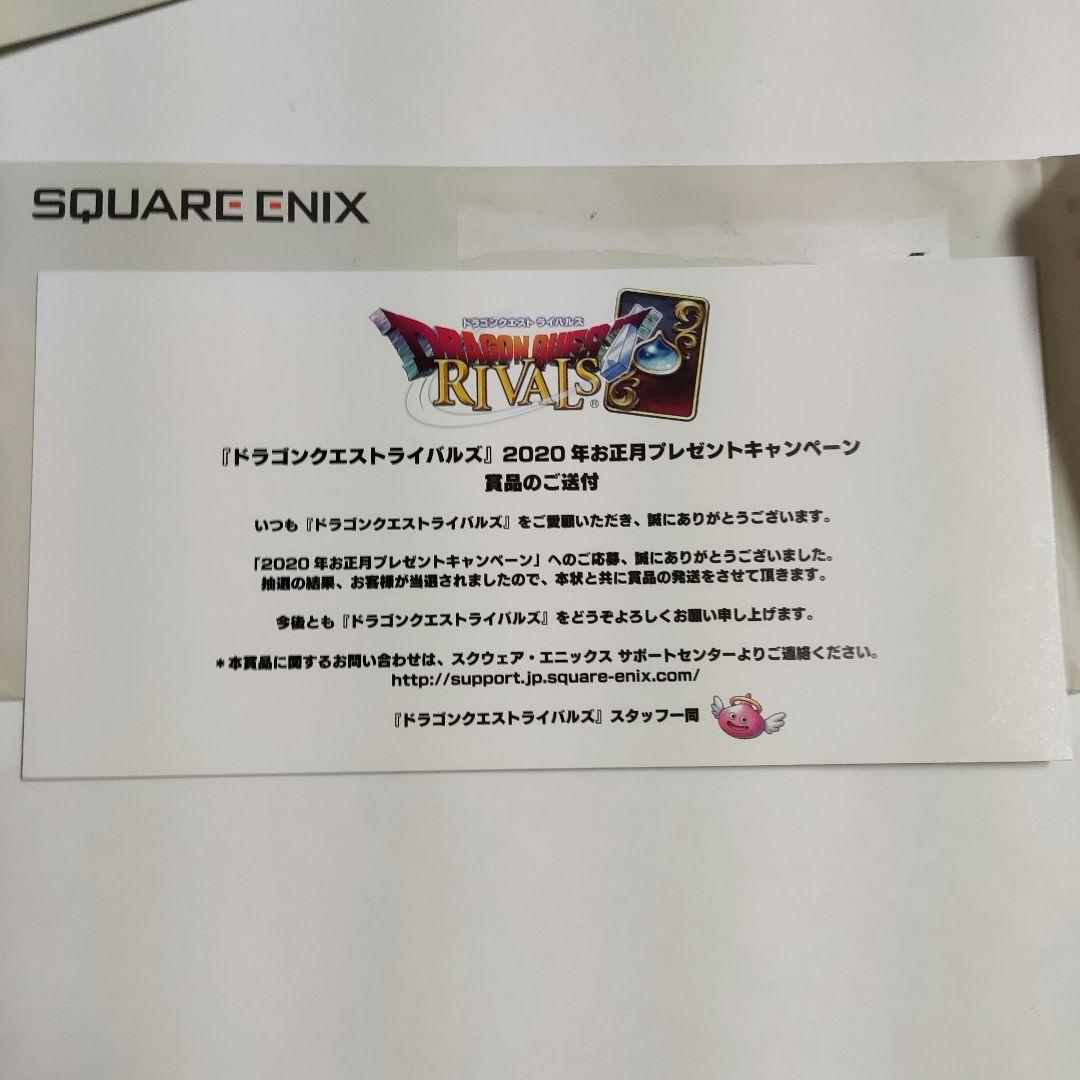 SQUARE ENIX
ドラゴンクエスト ライバルズ
DRAGON QUEST
RIVALS®
『ドラゴンクエストライバルズ』2020 年お正月プレゼントキャンペーン
賞品のご送付
いつも『ドラゴンクエストライバルズ』をご愛顧いただき、誠にありがとうございます。
「2020 年お正月プレゼントキャンペーン」へのご応募、誠にありがとうございました。
抽選の結果、お客様が当選されましたので、本状と共に賞品の発送をさせて頂きます。
今後とも『ドラゴンクエストライバルズ』をどうぞよろしくお願い申し上げます。
＊本賞品に関するお問い合わせは、スクウェア・エニックス サポートセンターよりご連絡ください。
http://support.jp.square-enix.com/
『ドラゴンクエストライバルズ』スタッフ一同